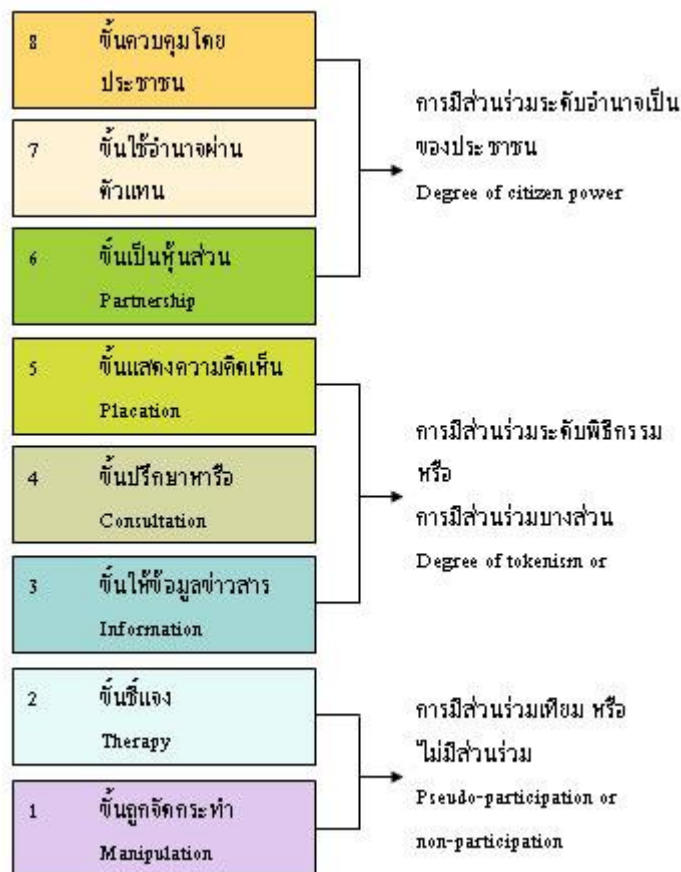 8 ขั้นควบคุมโดย
ประชาชน
7 ขั้นใช้อำนาจผ่าน
ตัวแทน
การมีส่วนร่วมระดับอำนาจเป็น
ของประชาชน
Degree of citizen power
6 ขั้นเป็นหุ้นส่วน
Partnership
5 ขั้นแสดงความคิดเห็น
Placation
4 ขั้นปรึกษาหารือ
Consultation
3 ขั้นให้ข้อมูลข่าวสาร
Information
การมีส่วนร่วมระดับพิธีกรรม
หรือ
การมีส่วนร่วมบางส่วน
Degree of tokenism or
2 ขั้นชี้แจง
Therapy
1 ขั้นถูกจัดกระทำ
Manipulation
การมีส่วนร่วมเทียม หรือ
ไม่มีส่วนร่วม
Pseudo-participation or
non-participation